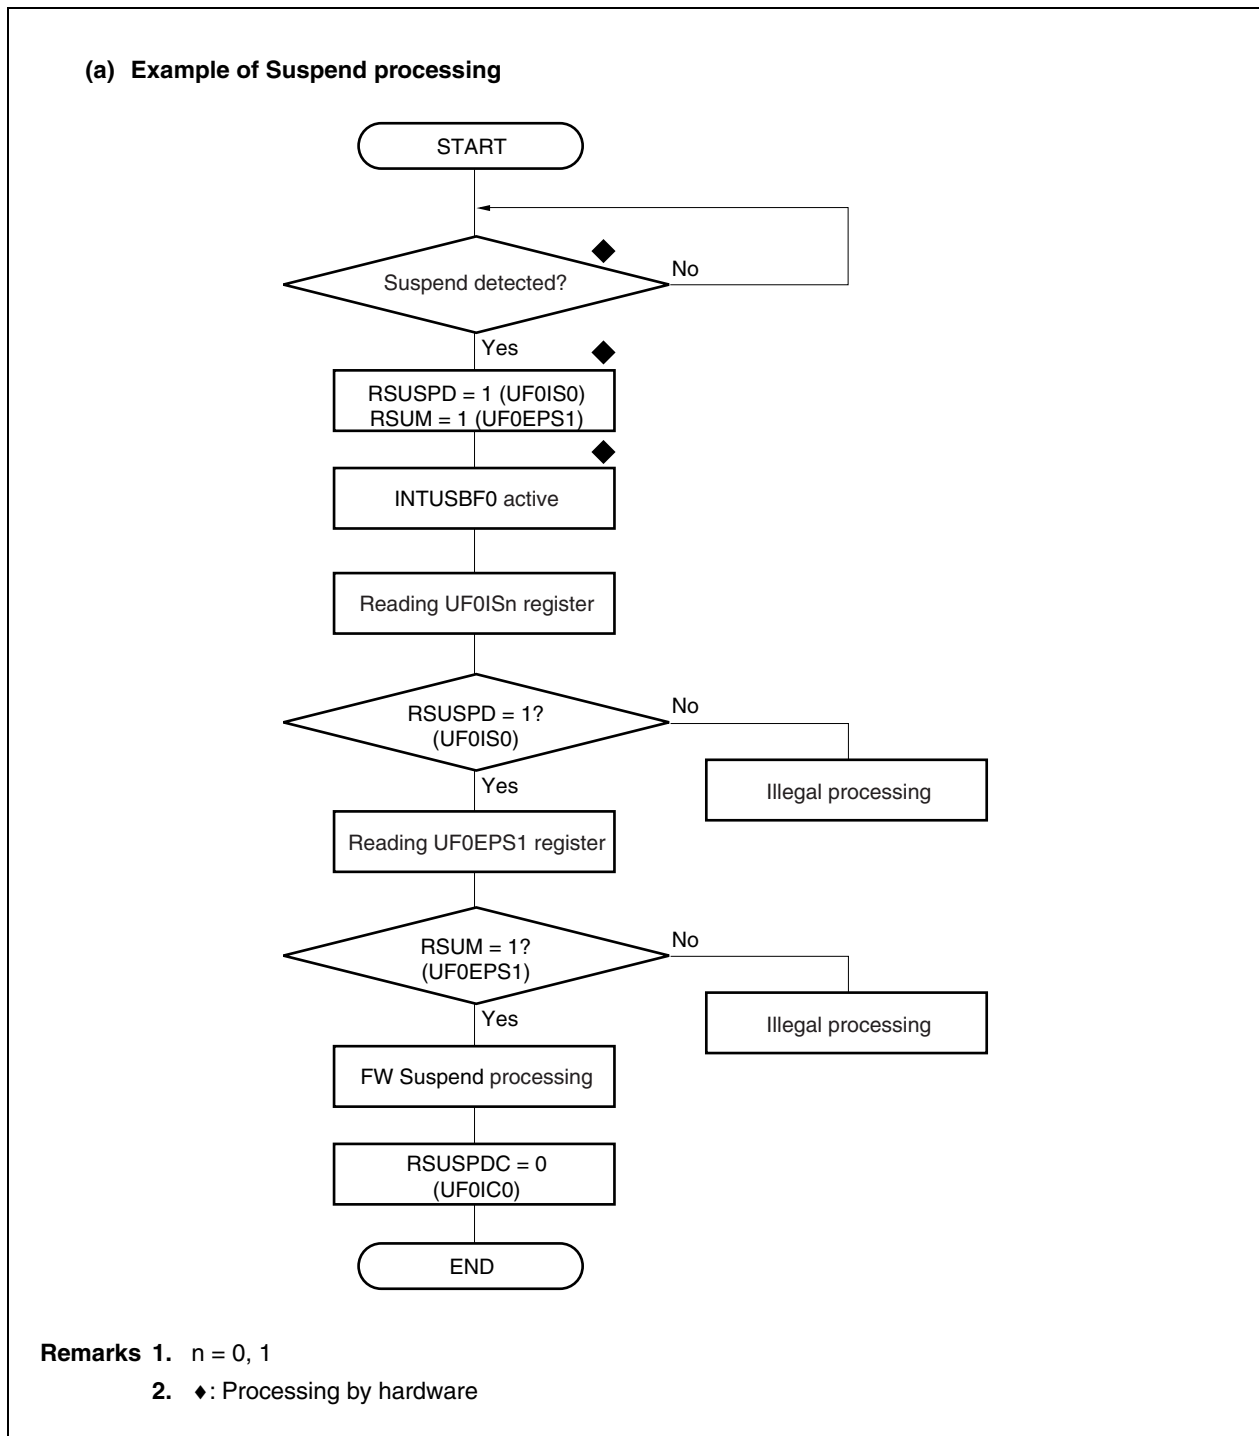 (a) Example of Suspend processing
START
Suspend detected?
No
Yes
RSUSPD = 1 (UF0IS0)
RSUM = 1 (UF0EPS1)
INTUSBF0 active
Reading UF0ISn register
RSUSPD = 1?
(UF0IS0)
No
Yes
Illegal processing
Reading UF0EPS1 register
RSUM = 1?
(UF0EPS1)
No
Yes
Illegal processing
FW Suspend processing
RSUSPDC = 0
(UF0IC0)
END
Remarks 1. n = 0, 1
2. ♦: Processing by hardware